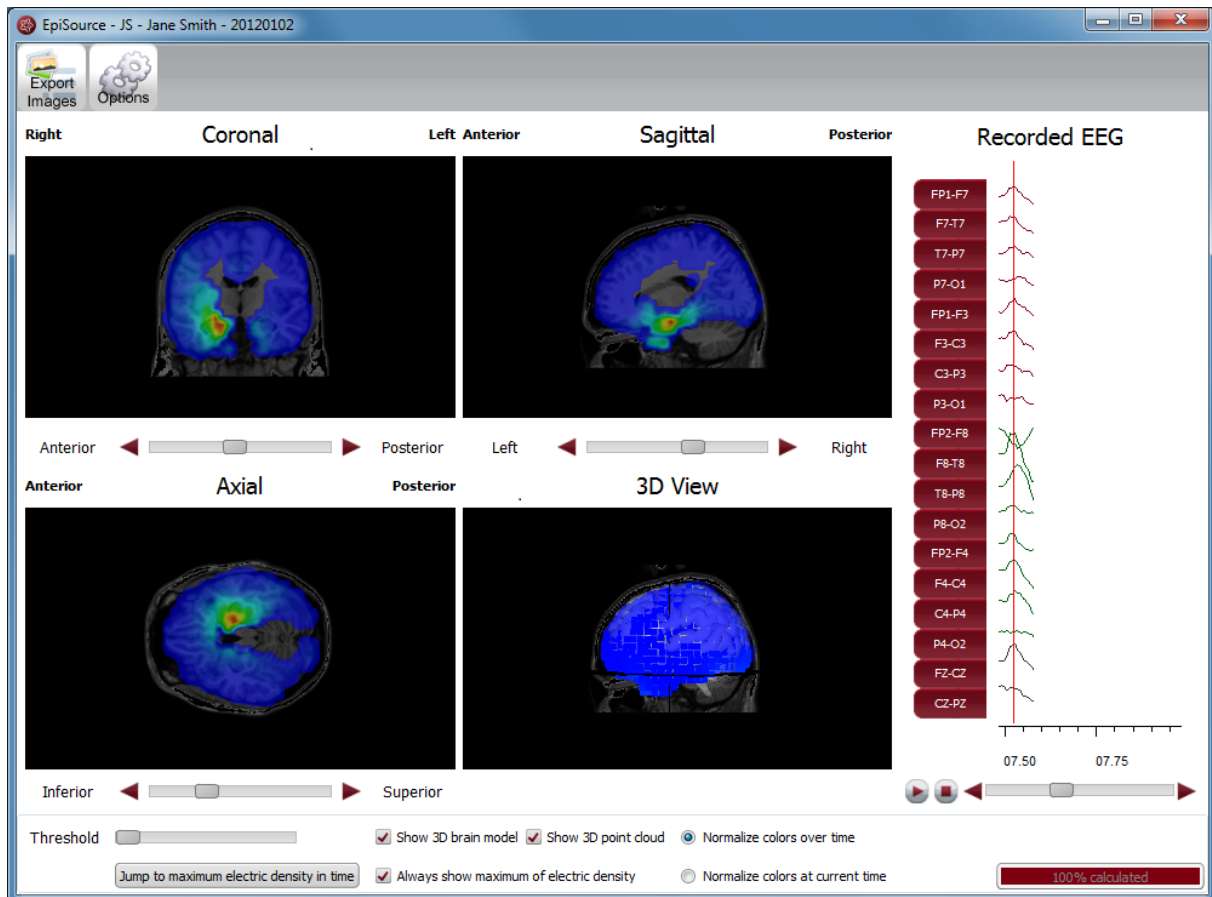 EpiSource - JS - Jane Smith - 20120102
Export
Images
Options
Right
Coronal
Left
Anterior
Sagittal
Posterior
Recorded EEG
FP1-F7
F7-T7
T7-P7
P7-O1
FP1-F3
F3-C3
C3-P3
P3-O1
FP2-F8
F8-T8
T8-P8
P8-O2
FP2-F4
F4-C4
C4-P4
P4-O2
FZ-CZ
CZ-PZ
07.50
07.75
Anterior
Posterior
Left
Right
Anterior
Axial
Posterior
3D View
Inferior
Superior
Threshold
Show 3D brain model
Show 3D point cloud
Normalize colors over time
Jump to maximum electric density in time
Always show maximum of electric density
Normalize colors at current time
100% calculated